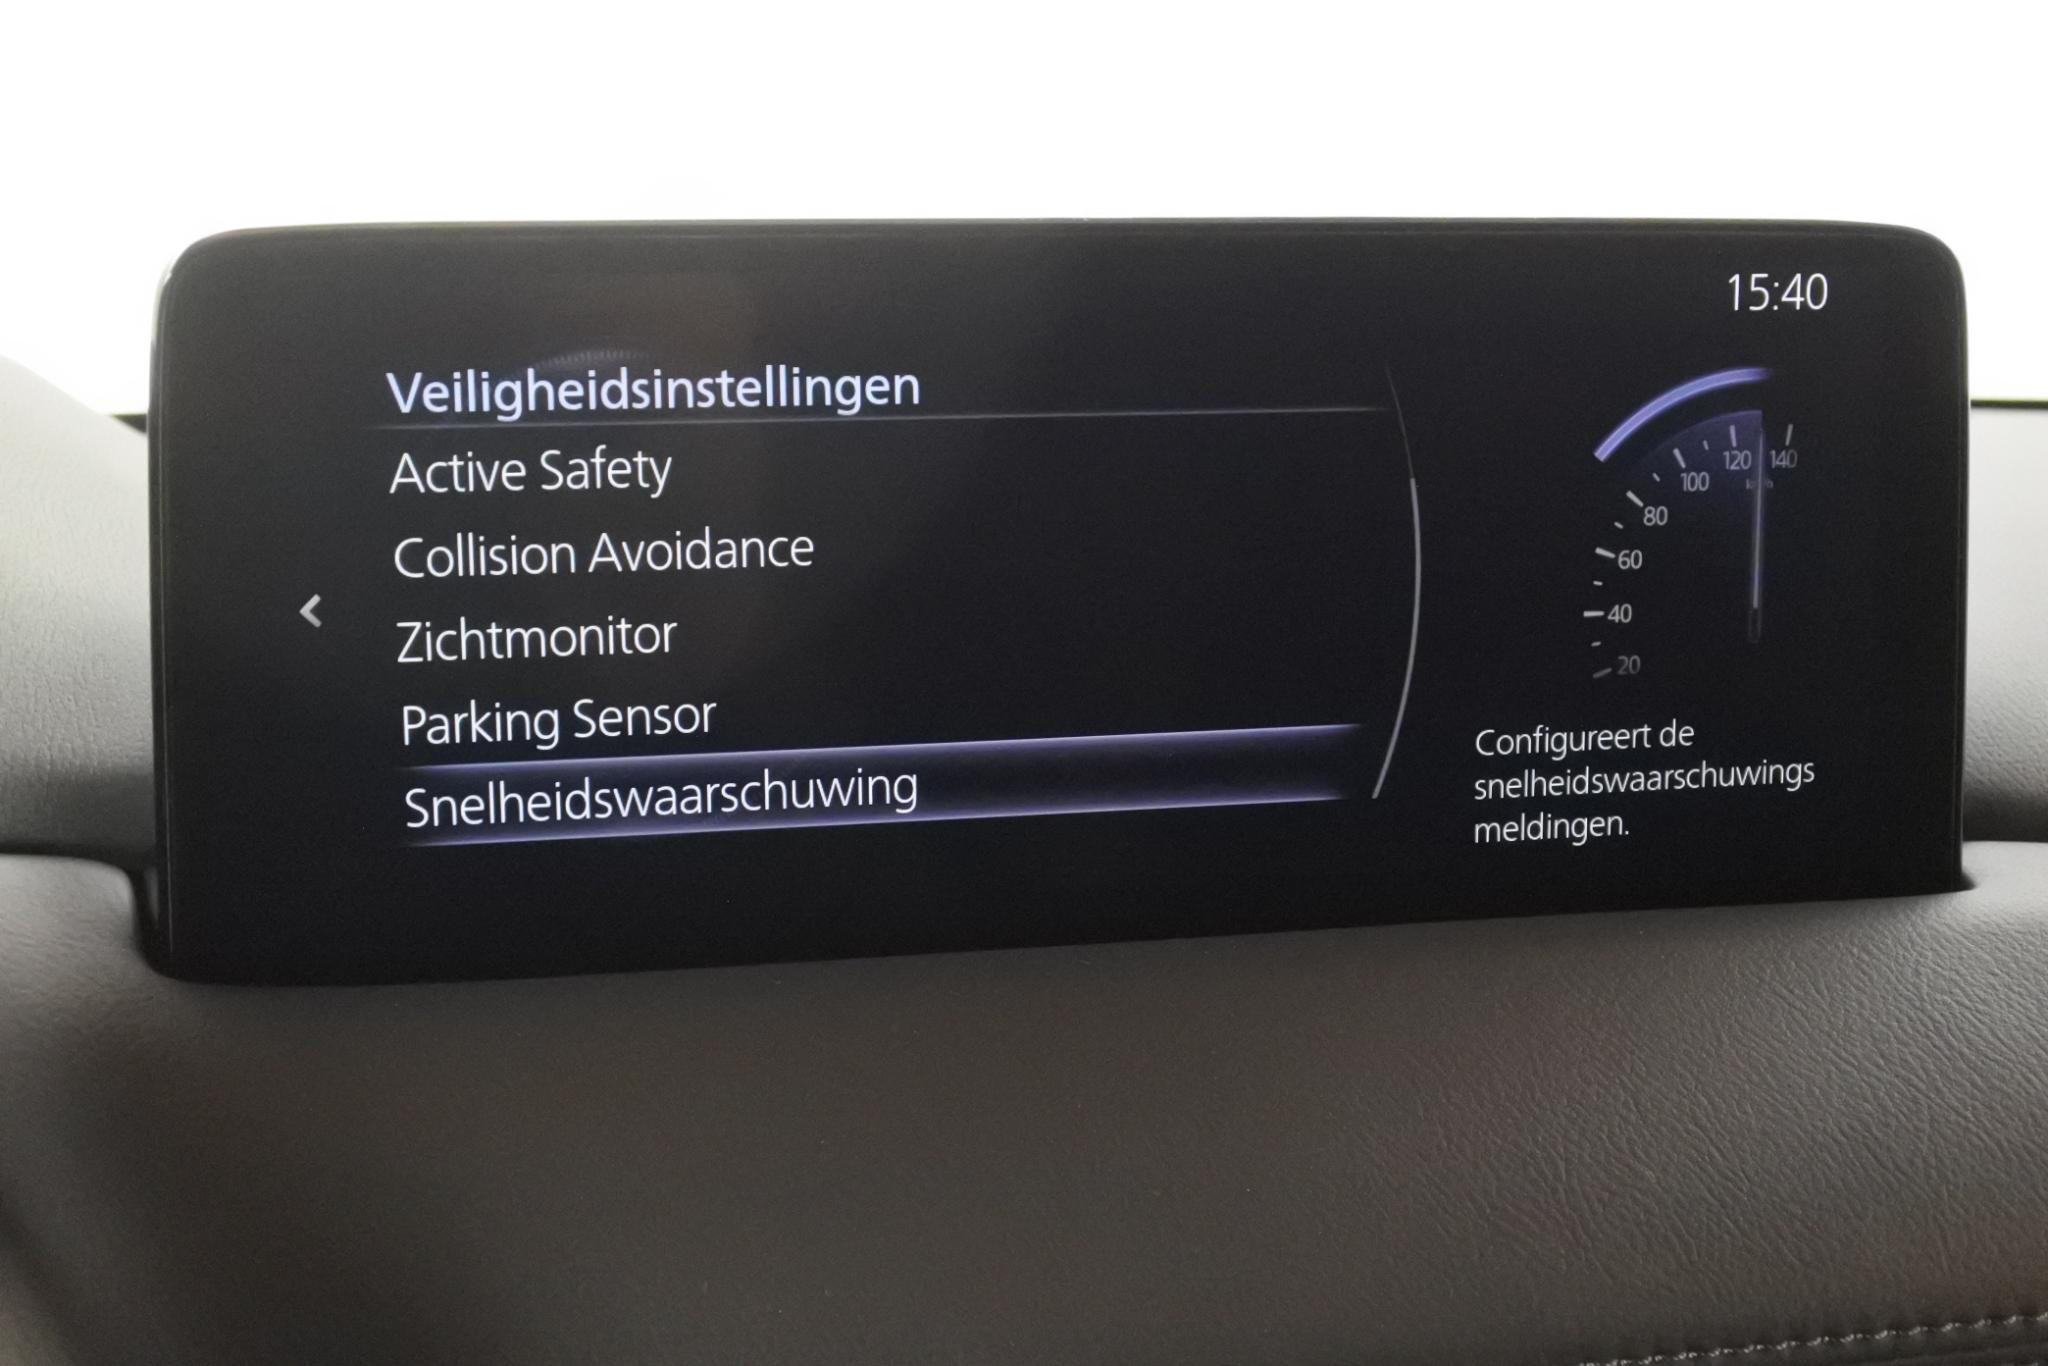 15:40
Veiligheidsinstellingen
Active Safety
Collision Avoidance
Zichtmonitor
Parking Sensor
Snelheidswaarschuwing
140
120
100
80
60
40
20
Configureert de
snelheidswaarschuwings
meldingen.